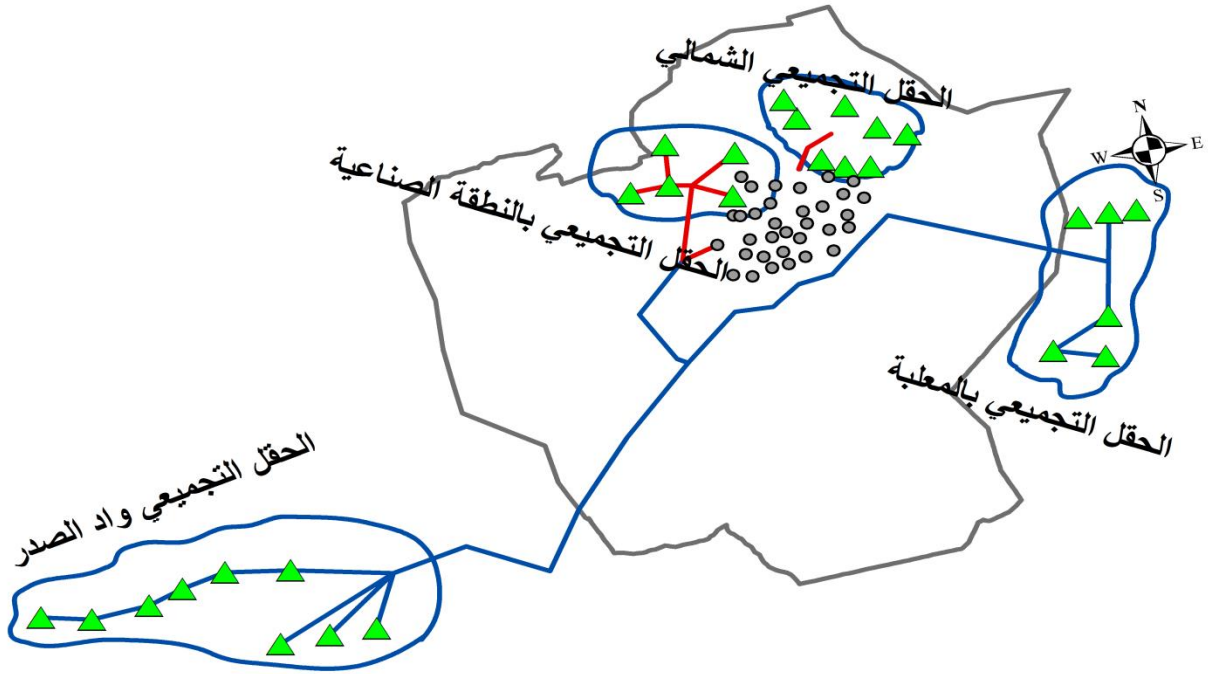 الحقل التجميعي الشمالي
الحقل التجميعي بالنطقة الصناعية
الحقل التجميعي بالمعلبة
الحقل التجميعي واد الصدر
N
W
E
S